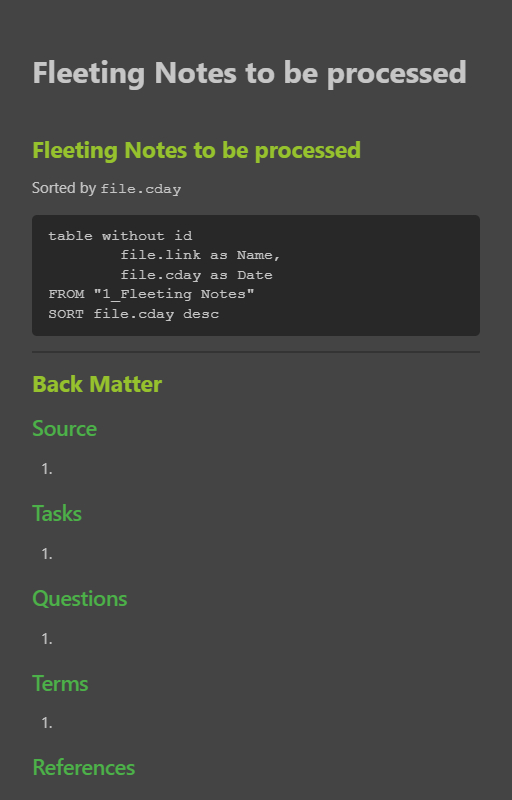 Fleeting Notes to be processed
Fleeting Notes to be processed
Sorted by file.cday
table without id
        file.link as Name,
        file.cday as Date
FROM "1_Fleeting Notes"
SORT file.cday desc
Back Matter
Source
1.
Tasks
1.
Questions
1.
Terms
1.
References